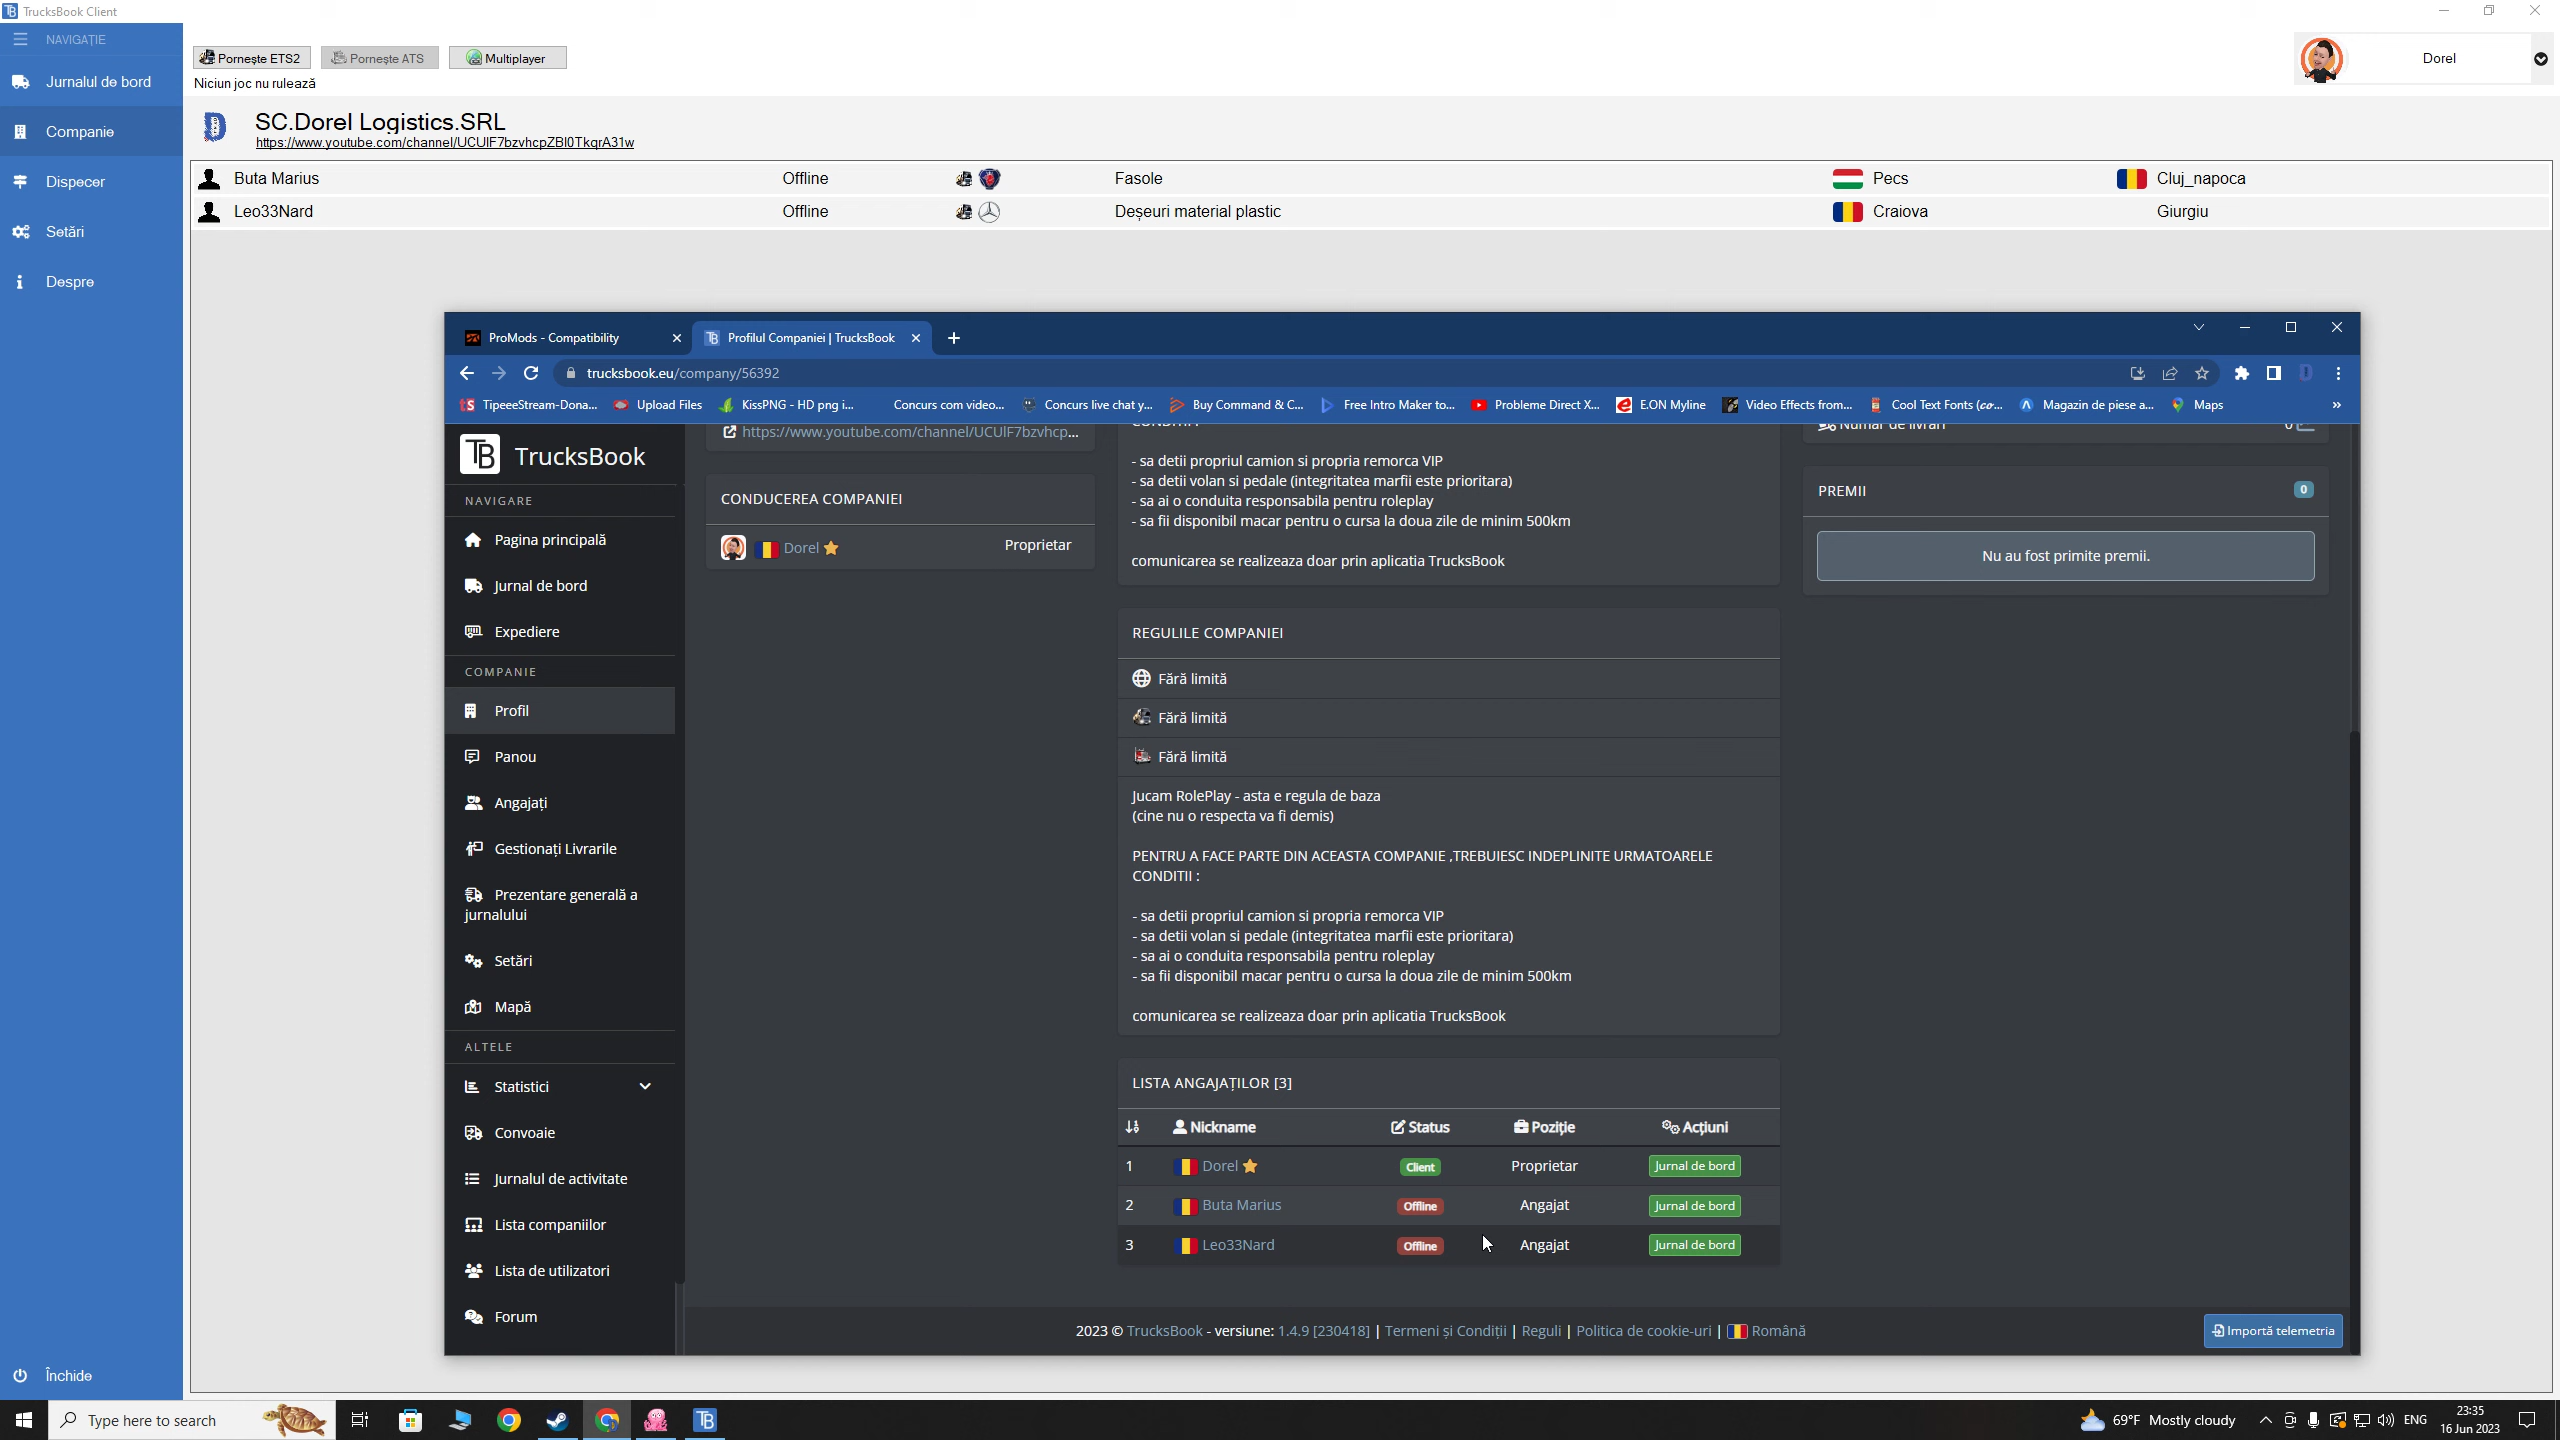 TrucksBook Client
NAVIGAȚIE
Jurnalul de bord
Companie
Dispecer
Setări
Despre
Închide
Pornește ETS2
Pornește ATS
Multiplayer
Niciun joc nu rulează
Dorel
SC.Dorel Logistics.SRL
https://www.youtube.com/channel/UCUIF7bzvhcpZBI0TkqrA31w
Buta Marius Offline Fasole Pecs Cluj_napoca
Leo33Nard Offline Deșeuri material plastic Craiova Giurgiu
ProMods - Compatibility
Profilul Companiei | TrucksBook
trucksbook.eu/company/56392
TipeeeStream-Dona... Upload Files KissPNG - HD png i... Concurs com video... Concurs live chat y... Buy Command & C... Free Intro Maker to... Probleme Direct X... E.ON Myline Video Effects from... Cool Text Fonts (co... Magazin de piese a... Maps
TB TrucksBook
NAVIGARE
Pagina principală
Jurnal de bord
Expediere
COMPANIE
Profil
Panou
Angajați
Gestionați Livrarile
Prezentare generală a
jurnalului
Setări
Mapă
ALTELE
Statistici
Convoaie
Jurnalul de activitate
Lista companiilor
Lista de utilizatori
Forum
https://www.youtube.com/channel/UCUIF7bzvhcp...
CONDUCEREA COMPANIEI
Dorel Proprietar
- sa detii propriul camion si propria remorca VIP
- sa detii volan si pedale (integritatea marfii este prioritara)
- sa ai o conduita responsabila pentru roleplay
- sa fii disponibil macar pentru o cursa la doua zile de minim 500km
comunicarea se realizeaza doar prin aplicatia TrucksBook
REGULILE COMPANIEI
Fără limită
Fără limită
Fără limită
Jucam RolePlay - asta e regula de baza
(cine nu o respecta va fi demis)
PENTRU A FACE PARTE DIN ACEASTA COMPANIE ,TREBUIESC INDEPLINITE URMATOARELE
CONDITII :
- sa detii propriul camion si propria remorca VIP
- sa detii volan si pedale (integritatea marfii este prioritara)
- sa ai o conduita responsabila pentru roleplay
- sa fii disponibil macar pentru o cursa la doua zile de minim 500km
comunicarea se realizeaza doar prin aplicatia TrucksBook
LISTA ANGAJAȚILOR [3]
Nickname Status Poziție Acțiuni
1 Dorel Client Proprietar Jurnal de bord
2 Buta Marius Offline Angajat Jurnal de bord
3 Leo33Nard Offline Angajat Jurnal de bord
Numar de livrari
PREMII 0
Nu au fost primite premii.
2023 © TrucksBook - versiune: 1.4.9 [230418] | Termeni și Condiții | Reguli | Politica de cookie-uri | Română
Importă telemetria
Type here to search
69°F Mostly cloudy
ENG
23:35
16 Jun 2023